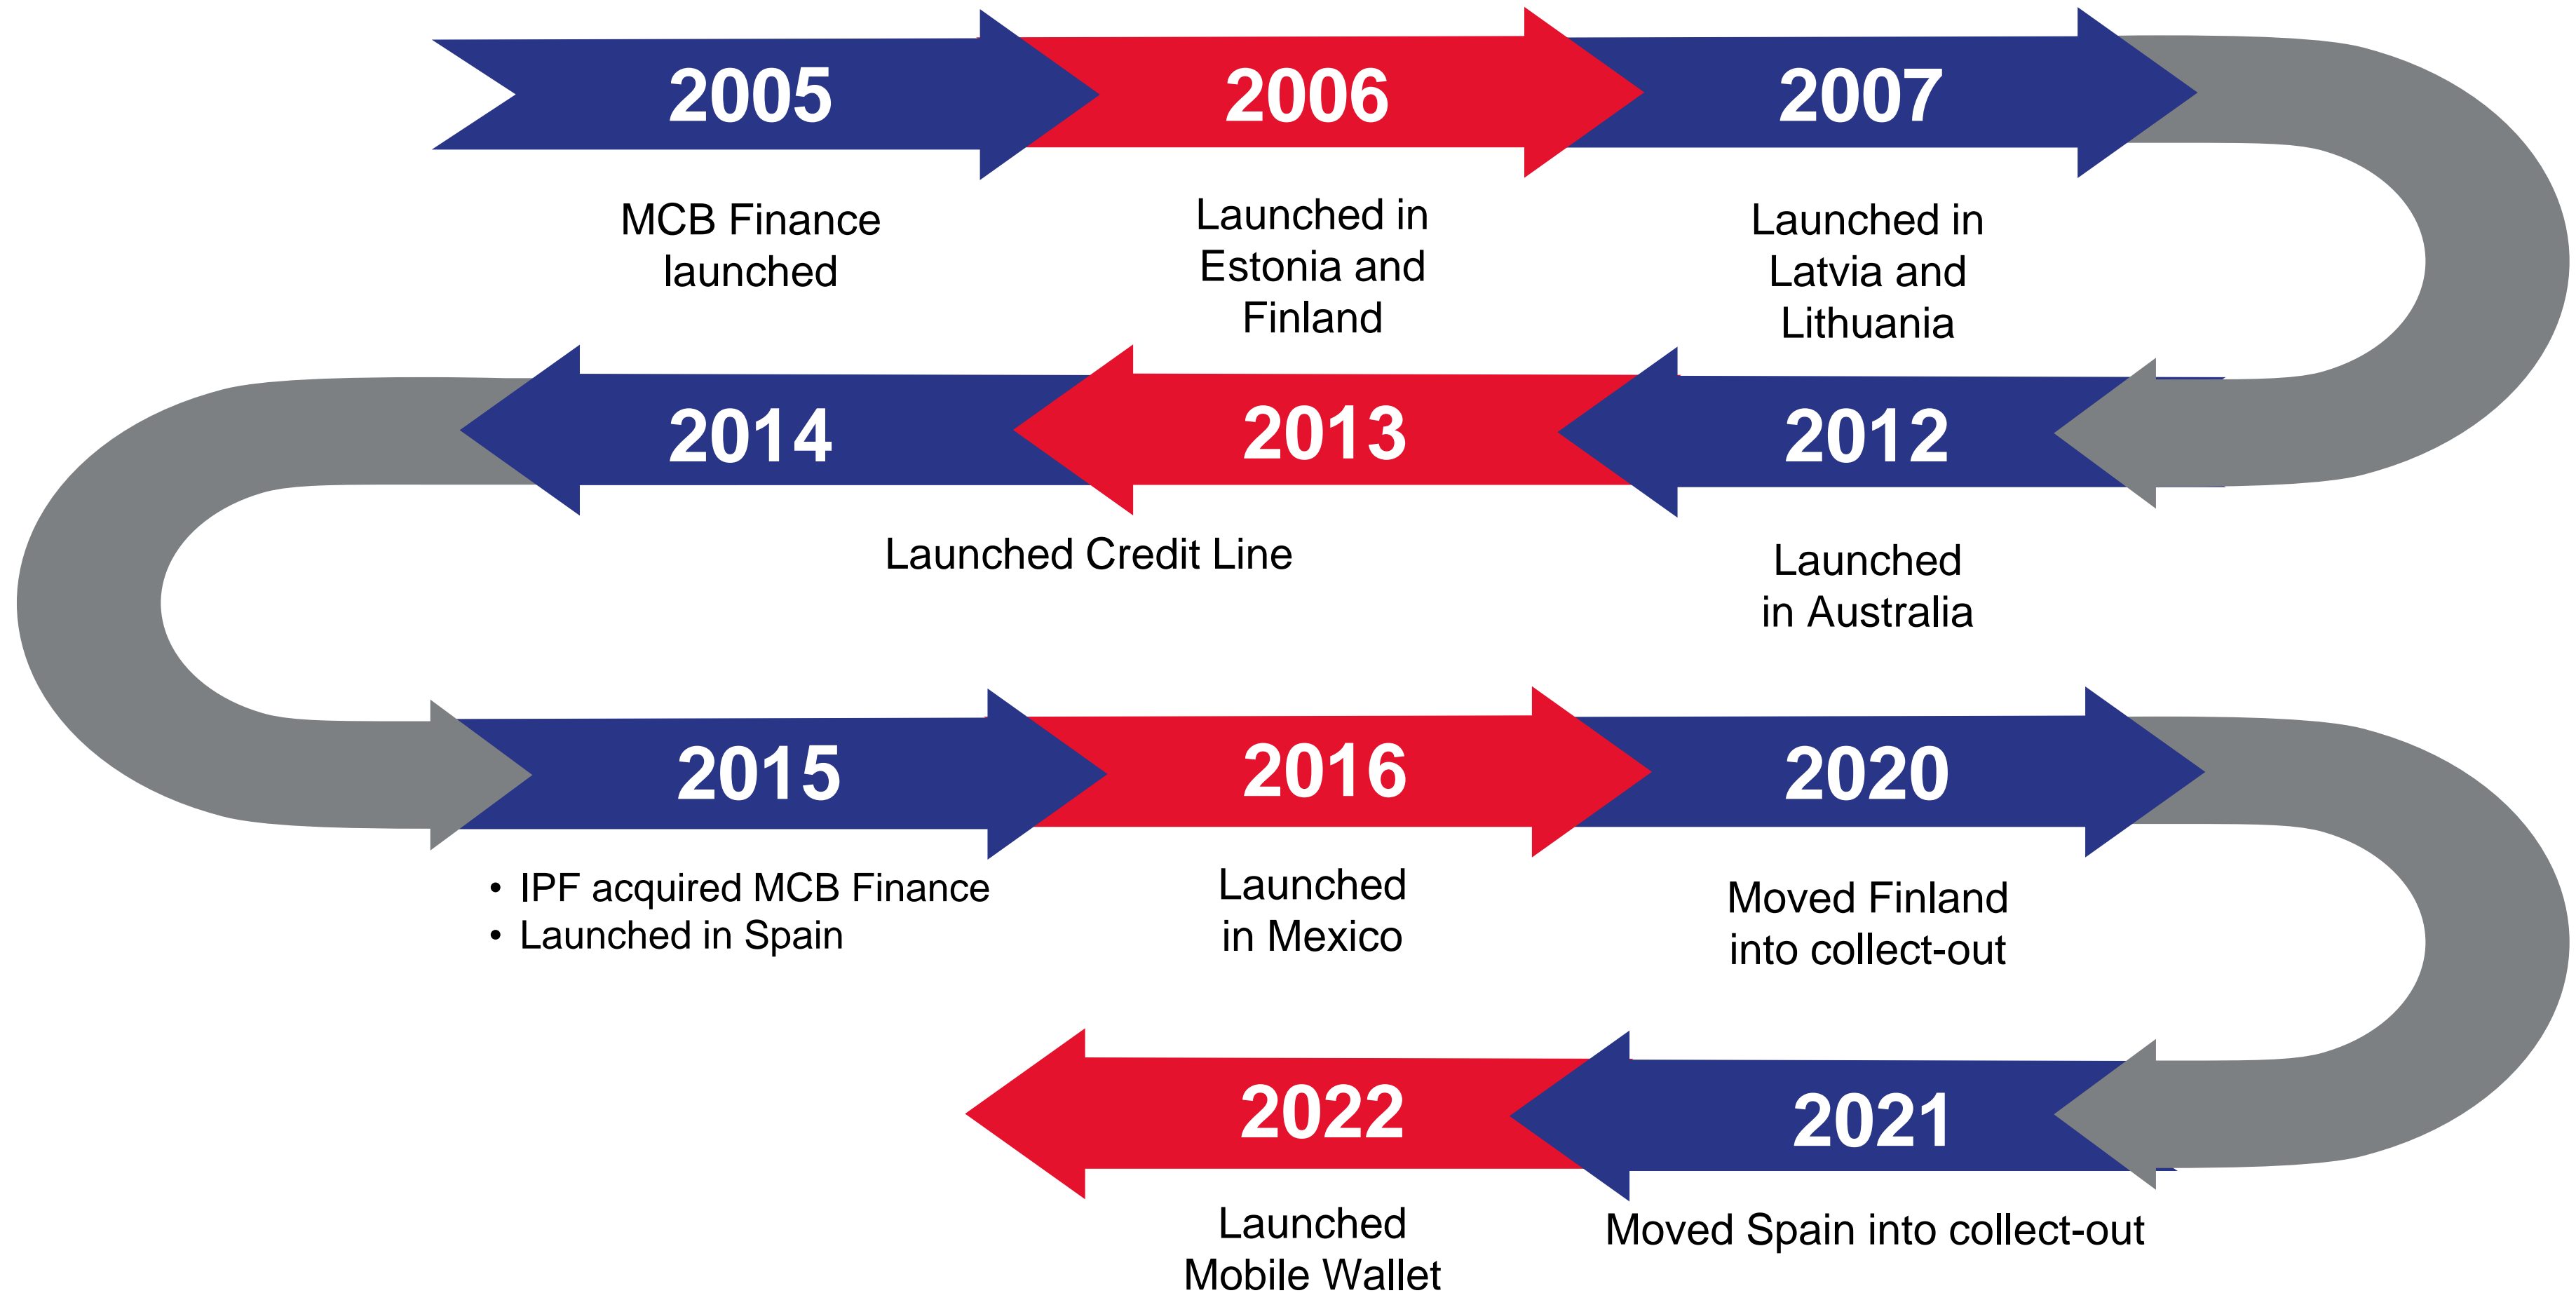 2005
2006
2007
MCB Finance
launched
Launched in
Estonia and
Finland
Launched in
Latvia and
Lithuania
2014
2013
2012
Launched Credit Line
Launched
in Australia
2015
2016
2020
• IPF acquired MCB Finance
• Launched in Spain
Launched
in Mexico
Moved Finland
into collect-out
2022
2021
Launched
Mobile Wallet
Moved Spain into collect-out